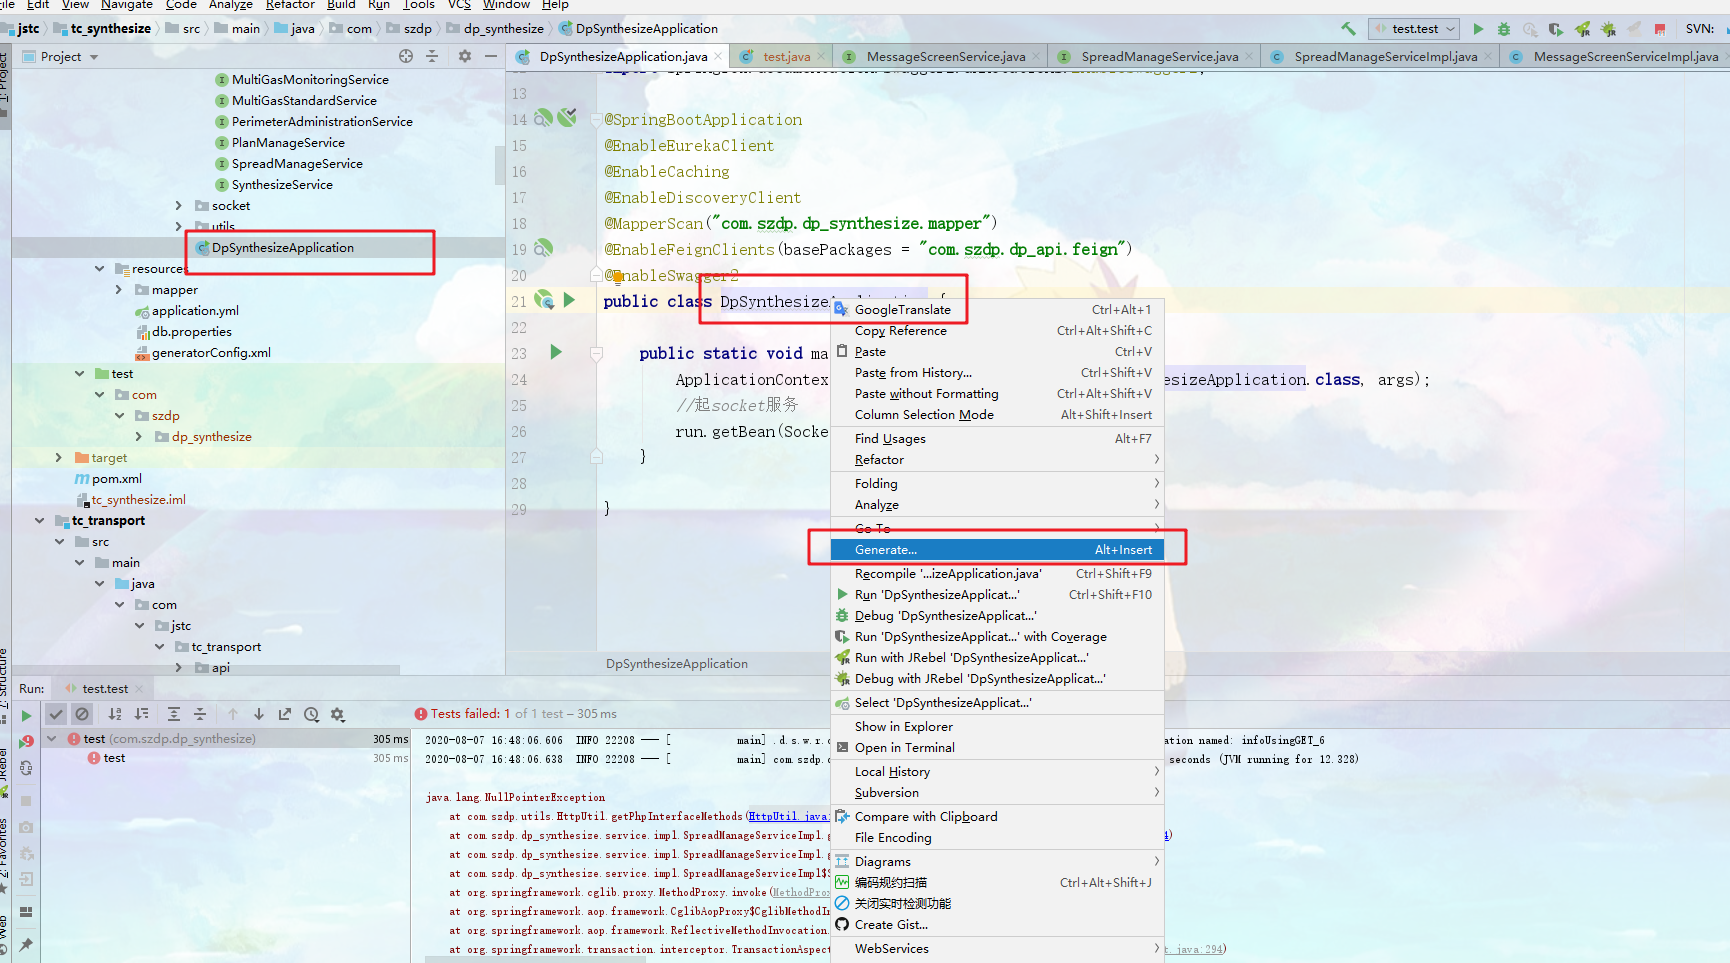 File Edit View Navigate Code Analyze Refactor Build Run Tools VCS Window Help
jstc tc_synthesize src main java com szdp dp_synthesize DpSynthesizeApplication test.test SVN:
Project
DpSynthesizeApplication.java test.java MessageScreenService.java SpreadManageService.java SpreadManageServiceImpl.java MessageScreenServiceImpl.java
1: Project
MultiGasMonitoringService
MultiGasStandardService
PerimeterAdministrationService
PlanManageService
SpreadManageService
SynthesizeService
socket
utils
DpSynthesizeApplication
resources
mapper
application.yml
db.properties
generatorConfig.xml
test
com
szdp
dp_synthesize
target
pom.xml
tc_synthesize.iml
tc_transport
src
main
java
com
jstc
tc_transport
api
13
14 @SpringBootApplication
15 @EnableEurekaClient
16 @EnableCaching
17 @EnableDiscoveryClient
18 @MapperScan("com.szdp.dp_synthesize.mapper")
19 @EnableFeignClients(basePackages = "com.szdp.dp_api.feign")
20 @EnableSwagger2
21 public class DpSynthesizeApplication {
22
23 public static void ma
24 ApplicationContex sizeApplication.class, args);
25 //起socket服务
26 run.getBean(Socke
27 }
28
29 }
DpSynthesizeApplication
GoogleTranslate Ctrl+Alt+1
Copy Reference Ctrl+Alt+Shift+C
Paste Ctrl+V
Paste from History... Ctrl+Shift+V
Paste without Formatting Ctrl+Alt+Shift+V
Column Selection Mode Alt+Shift+Insert
Find Usages Alt+F7
Refactor
Folding
Analyze
Go To
Generate... Alt+Insert
Recompile '...izeApplication.java' Ctrl+Shift+F9
Run 'DpSynthesizeApplicat...' Ctrl+Shift+F10
Debug 'DpSynthesizeApplicat...'
Run 'DpSynthesizeApplicat...' with Coverage
Run with JRebel 'DpSynthesizeApplicat...'
Debug with JRebel 'DpSynthesizeApplicat...'
Select 'DpSynthesizeApplicat...'
Show in Explorer
Open in Terminal
Local History
Subversion
Compare with Clipboard
File Encoding
Diagrams
编码规约扫描 Ctrl+Alt+Shift+J
关闭实时检测功能
Create Gist...
WebServices
7: Structure
JRebel
2: Favorites
Web
Run: test.test
Tests failed: 1 of 1 test – 305 ms
test (com.szdp.dp_synthesize) 305 ms
test 305 ms
2020-08-07 16:48:06.606 INFO 22208 --- [ main] .d.s.w.r.o ation named: infoUsingGET_6
2020-08-07 16:48:06.638 INFO 22208 --- [ main] com.szdp.d seconds (JVM running for 12.328)
java.lang.NullPointerException
at com.szdp.utils.HttpUtil.getPhpInterfaceMethods(HttpUtil.java:
at com.szdp.dp_synthesize.service.impl.SpreadManageServiceImpl.g 4)
at com.szdp.dp_synthesize.service.impl.SpreadManageServiceImpl.g
at com.szdp.dp_synthesize.service.impl.SpreadManageServiceImpl$$
at org.springframework.cglib.proxy.MethodProxy.invoke(MethodProx
at org.springframework.aop.framework.CglibAopProxy$CglibMethodIn
at org.springframework.aop.framework.ReflectiveMethodInvocation.
at org.springframework.transaction.interceptor.TransactionAspect t.java:294)